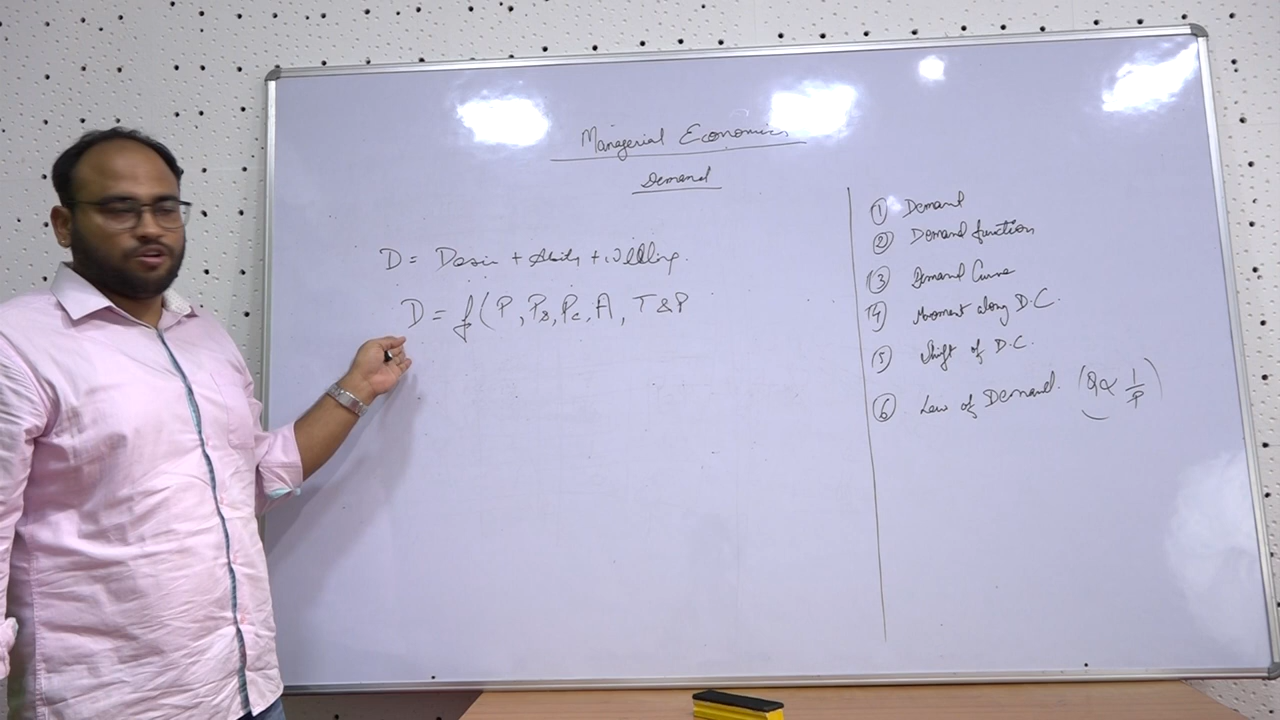 Managerial Economics
Demand
D = Desire + Ability + Willing.
D = f (P, Ps, Pc, A, T&P
① Demand
② Demand function
③ Demand Curve
④ Moment along D.C.
⑤ Shift of D.C.
⑥ Law of Demand. (Q∝ 1/P)